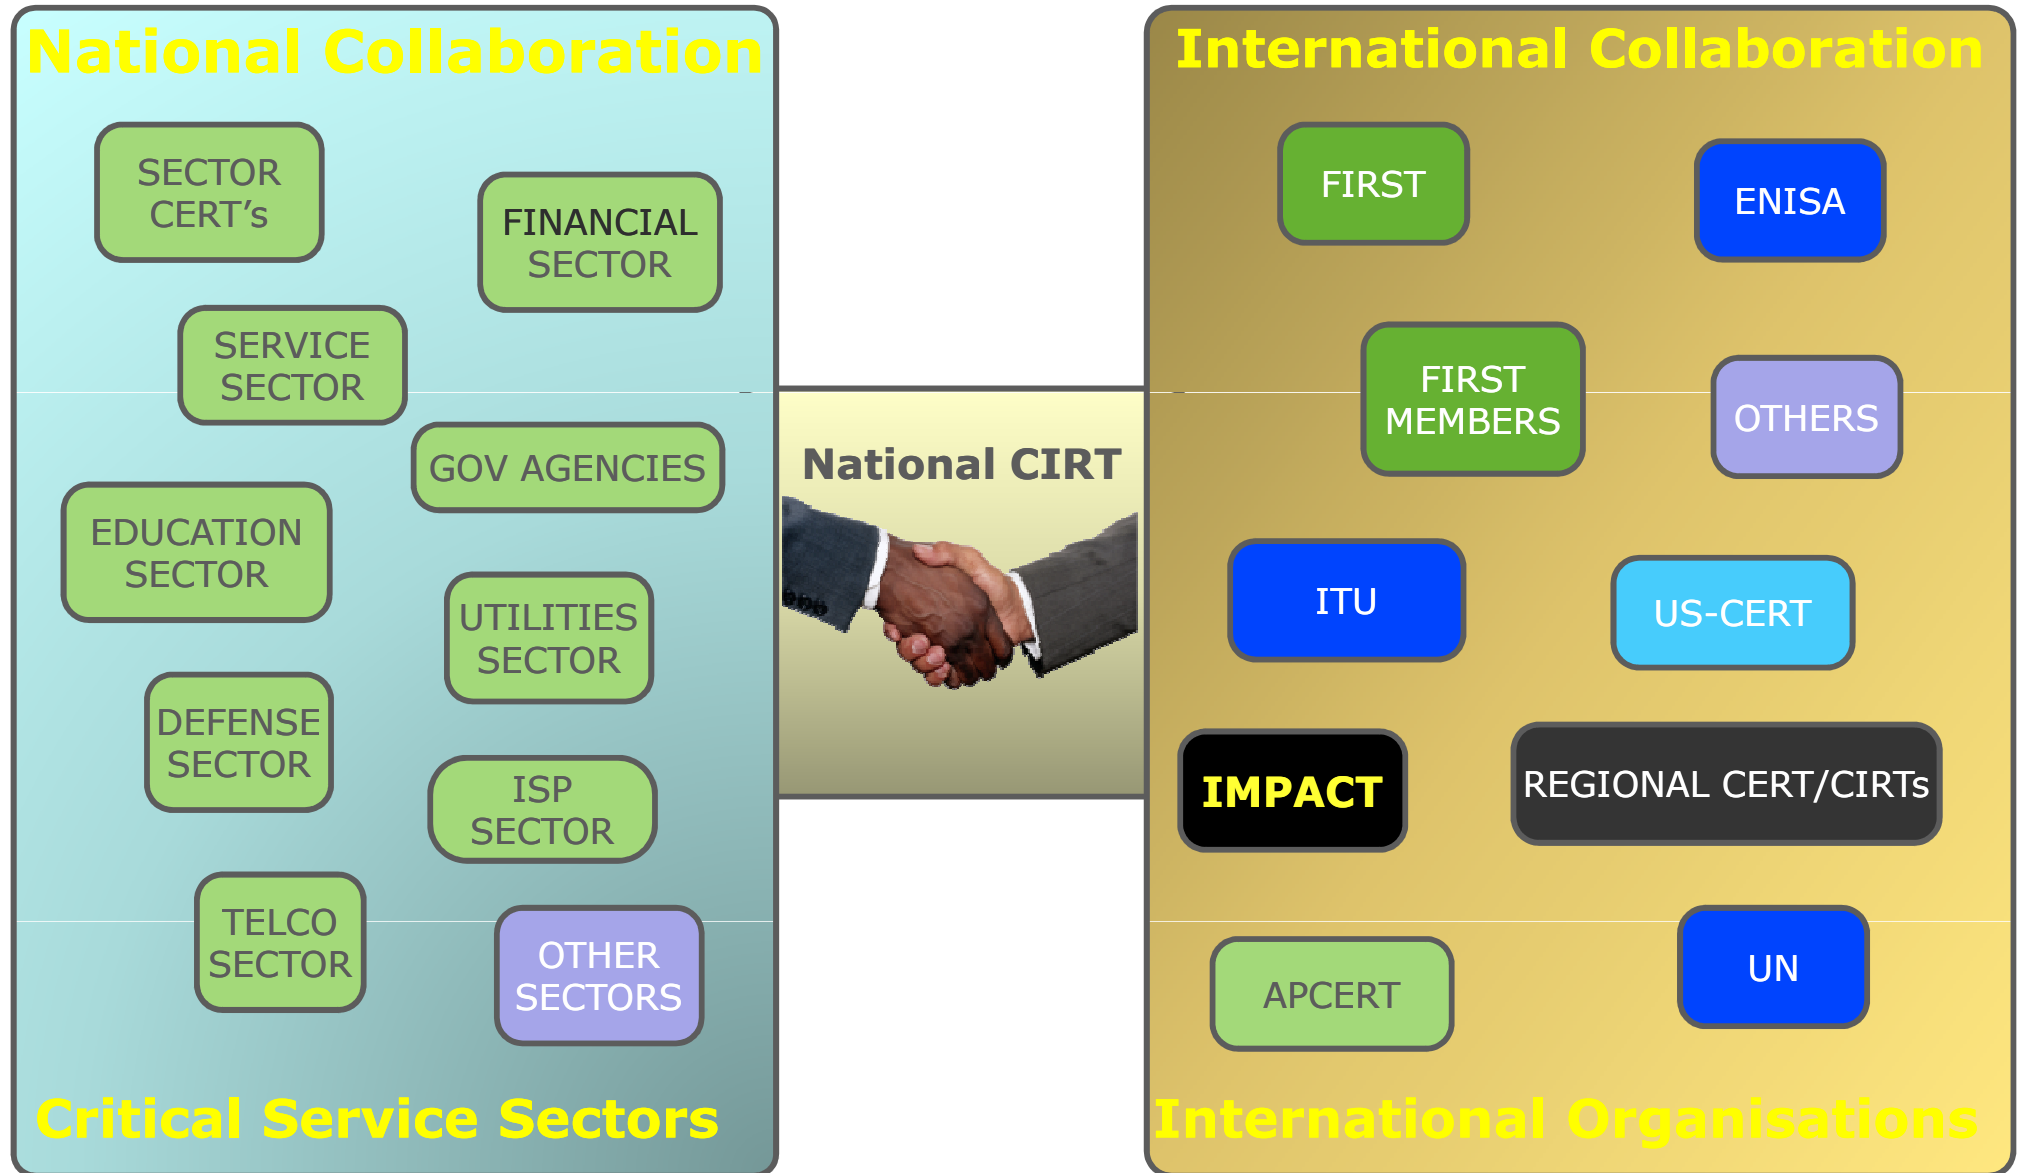 National Collaboration
SECTOR
CERT’s
FINANCIAL
SECTOR
SERVICE
SECTOR
GOV AGENCIES
EDUCATION
SECTOR
UTILITIES
SECTOR
DEFENSE
SECTOR
ISP
SECTOR
TELCO
SECTOR
OTHER
SECTORS
Critical Service Sectors
National CIRT
International Collaboration
FIRST
ENISA
FIRST
MEMBERS
OTHERS
ITU
US-CERT
IMPACT
REGIONAL CERT/CIRTs
APCERT
UN
International Organisations